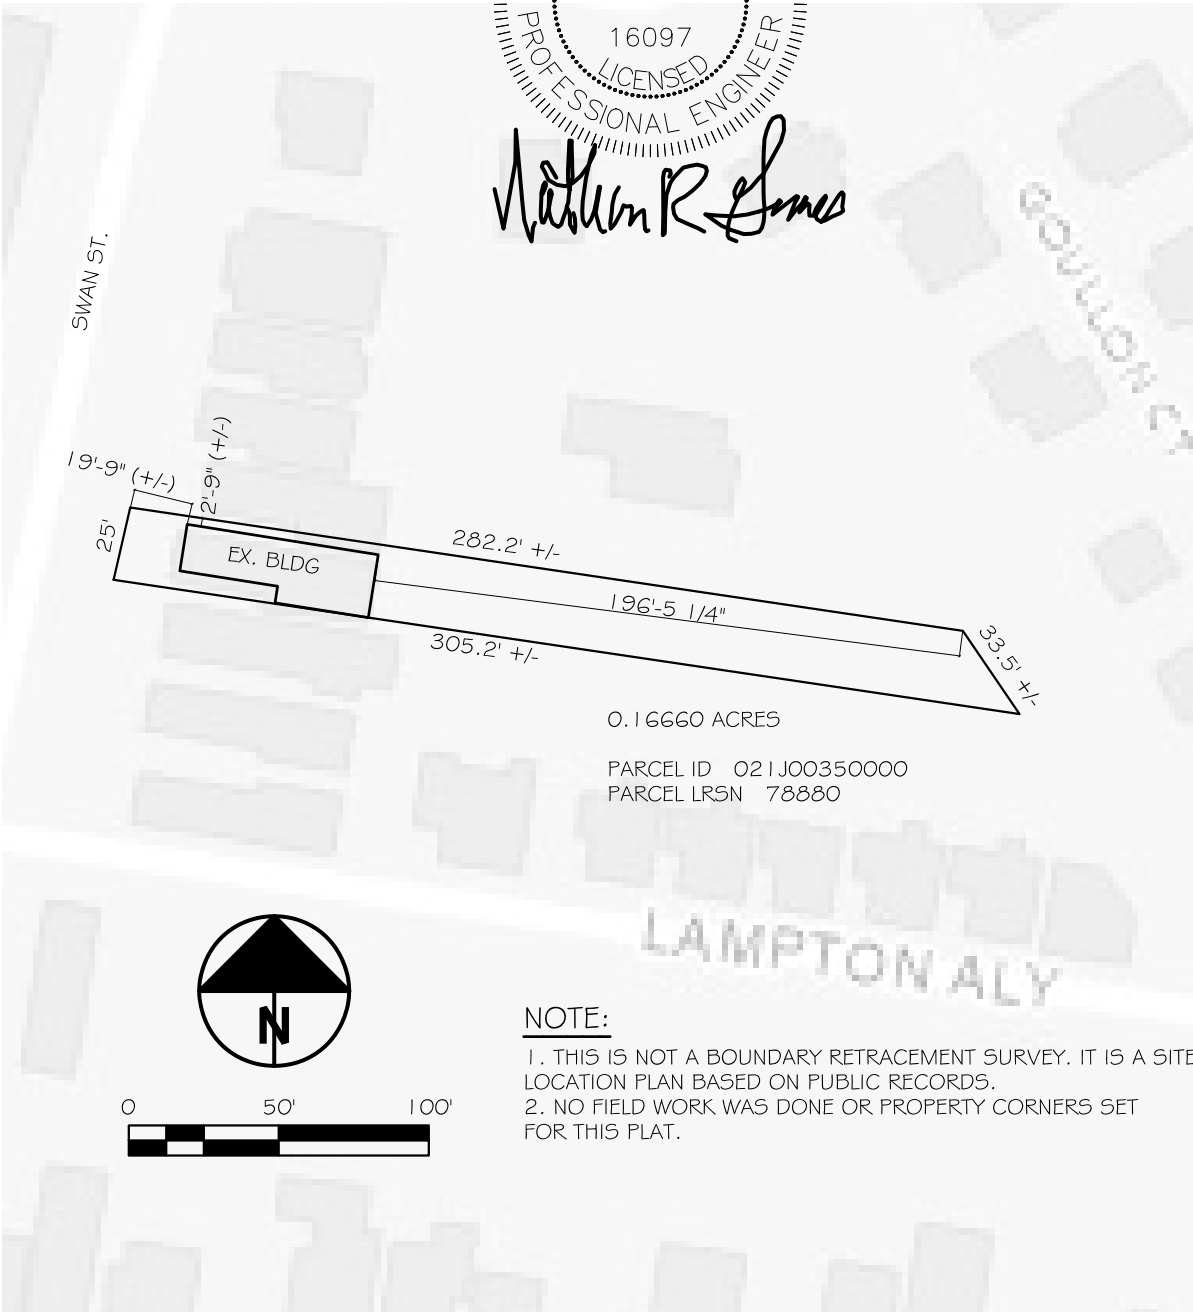 16097
LICENSED
PROFESSIONAL ENGINEER
Nathan R Grimes
GOULLON CT
SWAN ST.
19'-9" (+/-)
2'-9" (+/-)
25'
EX. BLDG
282.2' +/-
196'-5 1/4"
305.2' +/-
33.5' +/-
0.16660 ACRES
PARCEL ID 021J00350000
PARCEL LRSN 78880
LAMPTON ALY
N
0 50' 100'
NOTE:
1. THIS IS NOT A BOUNDARY RETRACEMENT SURVEY. IT IS A SITE
LOCATION PLAN BASED ON PUBLIC RECORDS.
2. NO FIELD WORK WAS DONE OR PROPERTY CORNERS SET
FOR THIS PLAT.